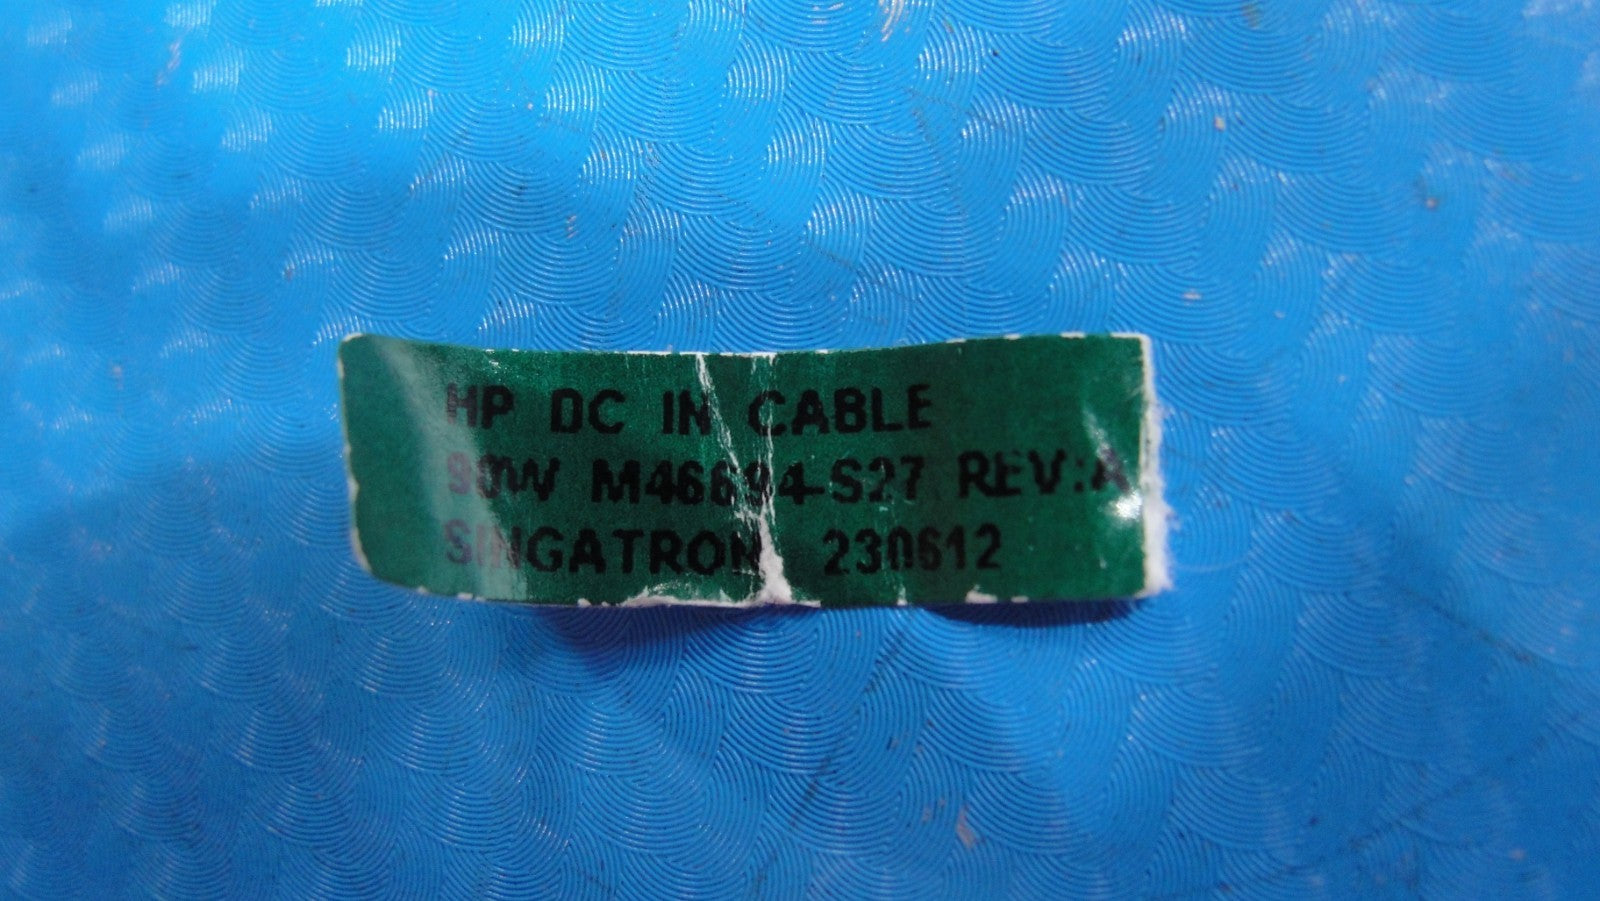 HP DC IN CABLE
90W M46694-S27 REV:A
SINGATRON 230612